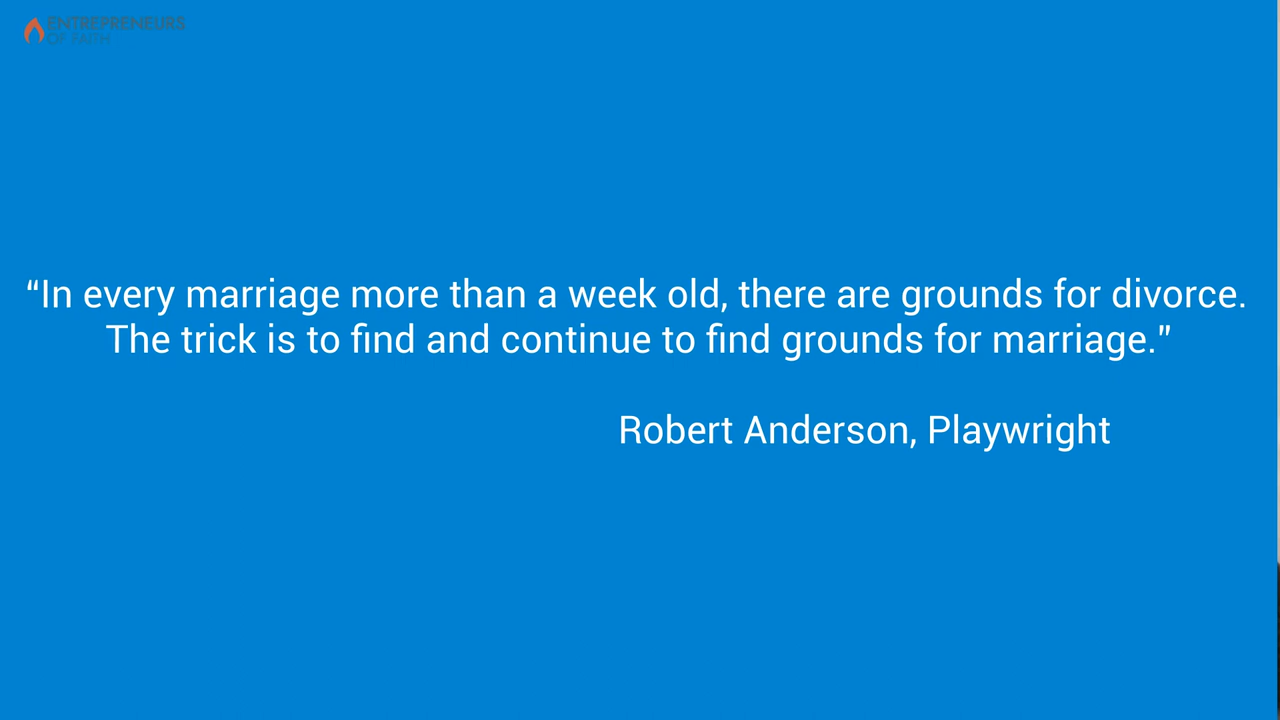 ENTREPRENEURS
OF FAITH
“In every marriage more than a week old, there are grounds for divorce.
The trick is to find and continue to find grounds for marriage.”
Robert Anderson, Playwright